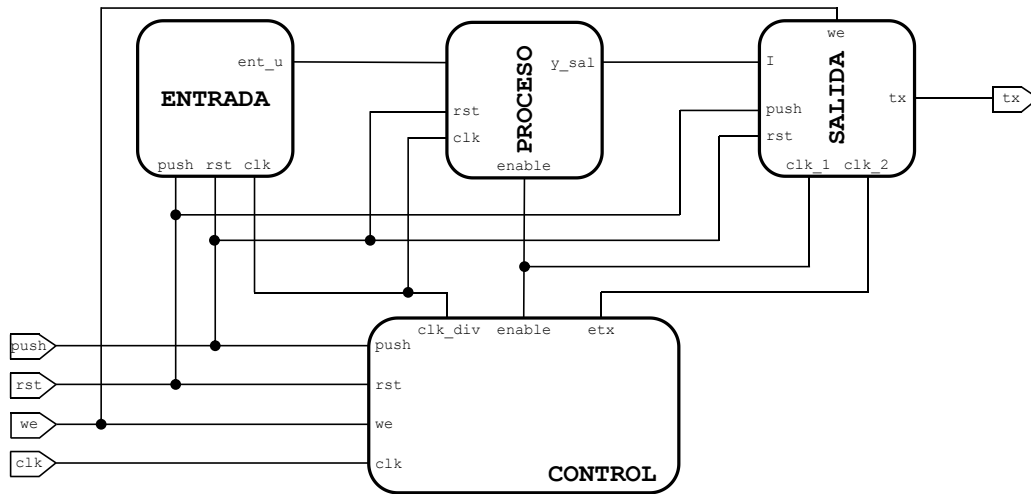 we
ent_u
ENTRADA
push rst clk
PROCESO
y_sal
rst
clk
enable
I
push
rst
SALIDA
tx
clk_1 clk_2
tx
clk_div enable etx
push
rst
we
clk
push
rst
we
clk
CONTROL